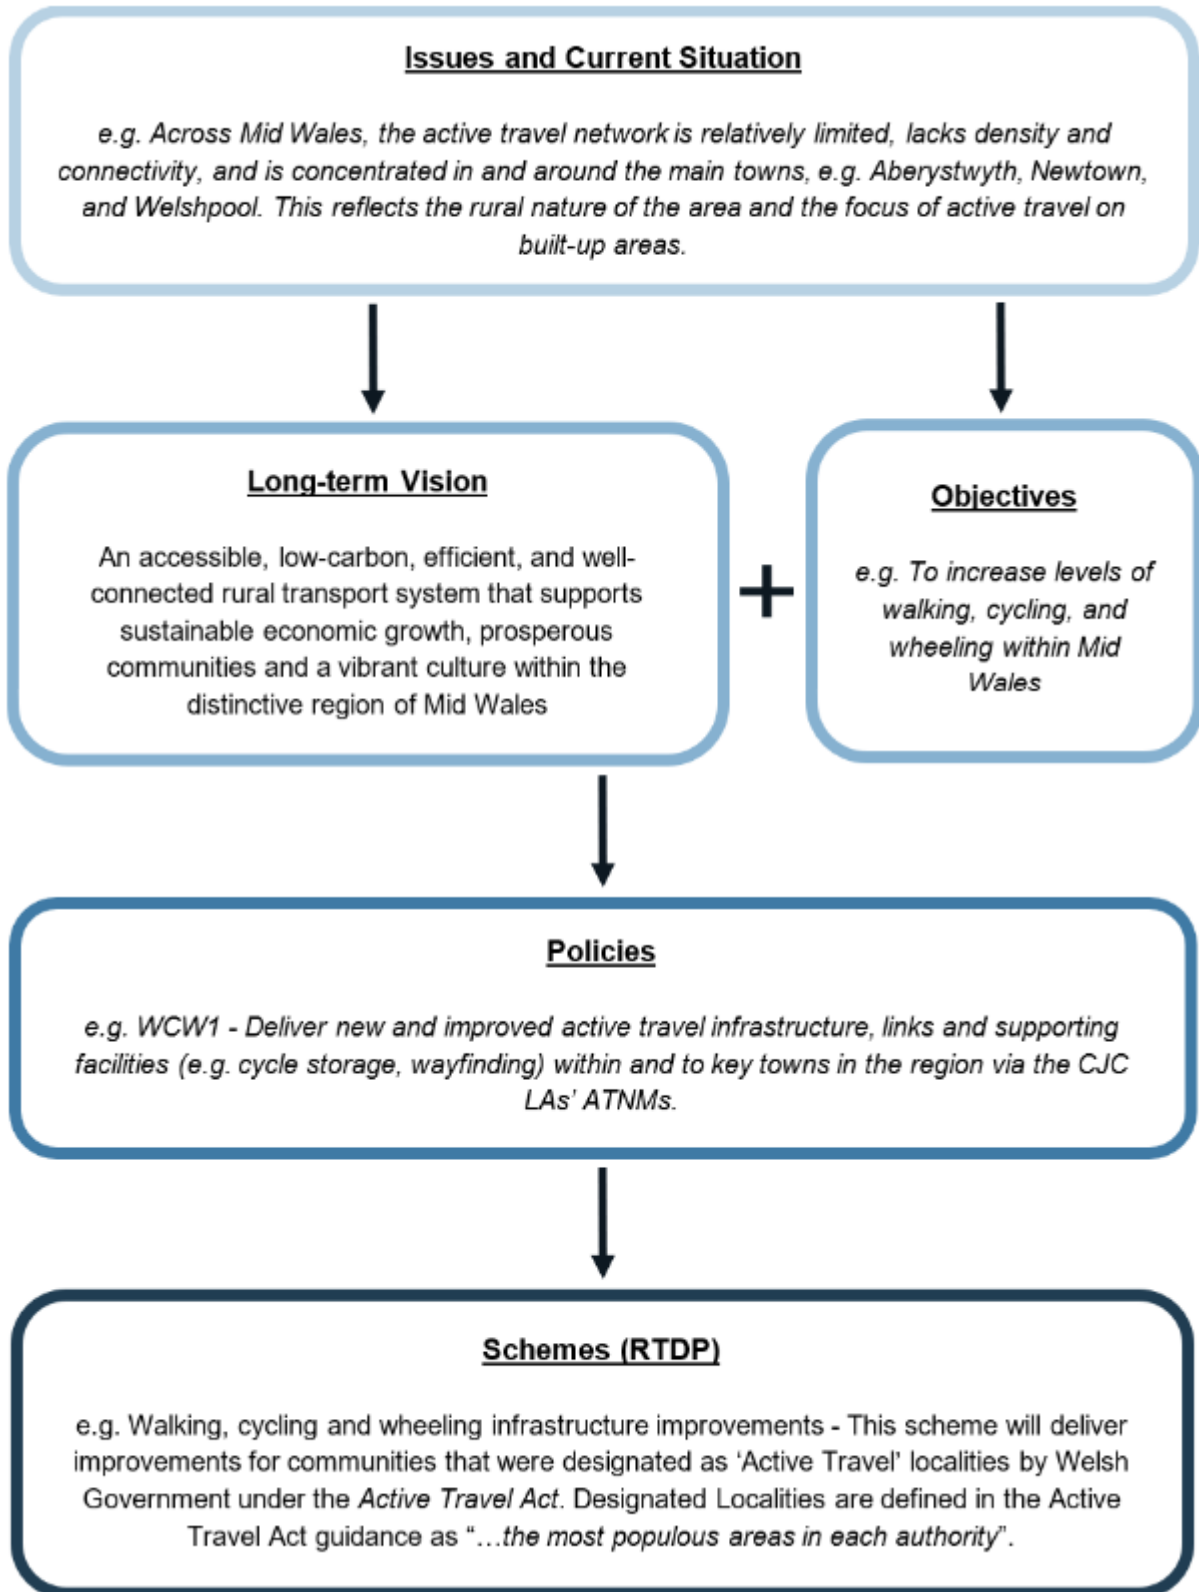 Issues and Current Situation
e.g. Across Mid Wales, the active travel network is relatively limited, lacks density and
connectivity, and is concentrated in and around the main towns, e.g. Aberystwyth, Newtown,
and Welshpool. This reflects the rural nature of the area and the focus of active travel on
built-up areas.
Long-term Vision
An accessible, low-carbon, efficient, and well-
connected rural transport system that supports
sustainable economic growth, prosperous
communities and a vibrant culture within the
distinctive region of Mid Wales
+
Objectives
e.g. To increase levels of
walking, cycling, and
wheeling within Mid
Wales
Policies
e.g. WCW1 - Deliver new and improved active travel infrastructure, links and supporting
facilities (e.g. cycle storage, wayfinding) within and to key towns in the region via the CJC
LAs’ ATNMs.
Schemes (RTDP)
e.g. Walking, cycling and wheeling infrastructure improvements - This scheme will deliver
improvements for communities that were designated as ‘Active Travel’ localities by Welsh
Government under the Active Travel Act. Designated Localities are defined in the Active
Travel Act guidance as “…the most populous areas in each authority”.